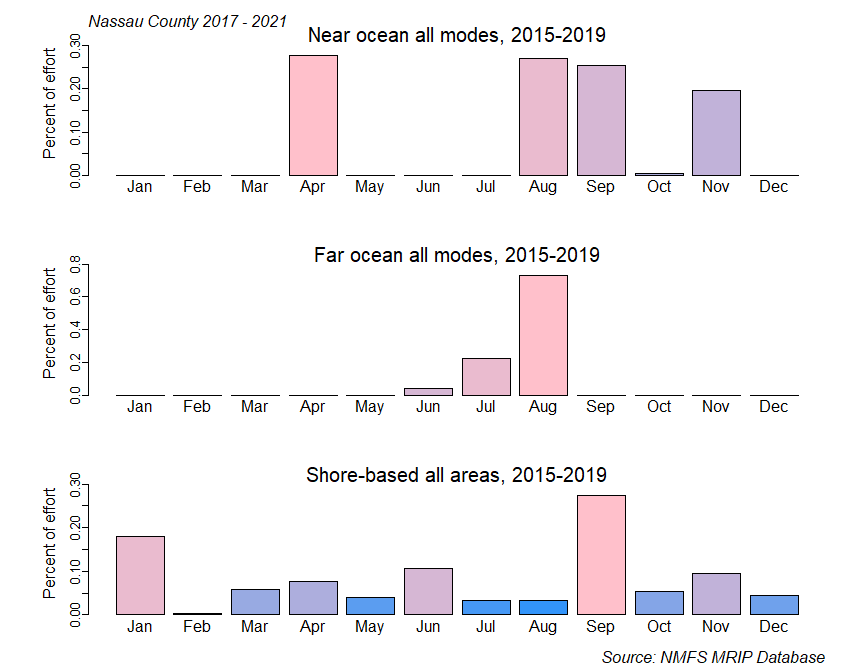 Nassau County 2017 - 2021
Near ocean all modes, 2015-2019
Percent of effort
0.30
0.20
0.10
0.00
Jan Feb Mar Apr May Jun Jul Aug Sep Oct Nov Dec
Far ocean all modes, 2015-2019
Percent of effort
0.8
0.6
0.4
0.2
0.0
Jan Feb Mar Apr May Jun Jul Aug Sep Oct Nov Dec
Shore-based all areas, 2015-2019
Percent of effort
0.30
0.20
0.10
0.00
Jan Feb Mar Apr May Jun Jul Aug Sep Oct Nov Dec
Source: NMFS MRIP Database